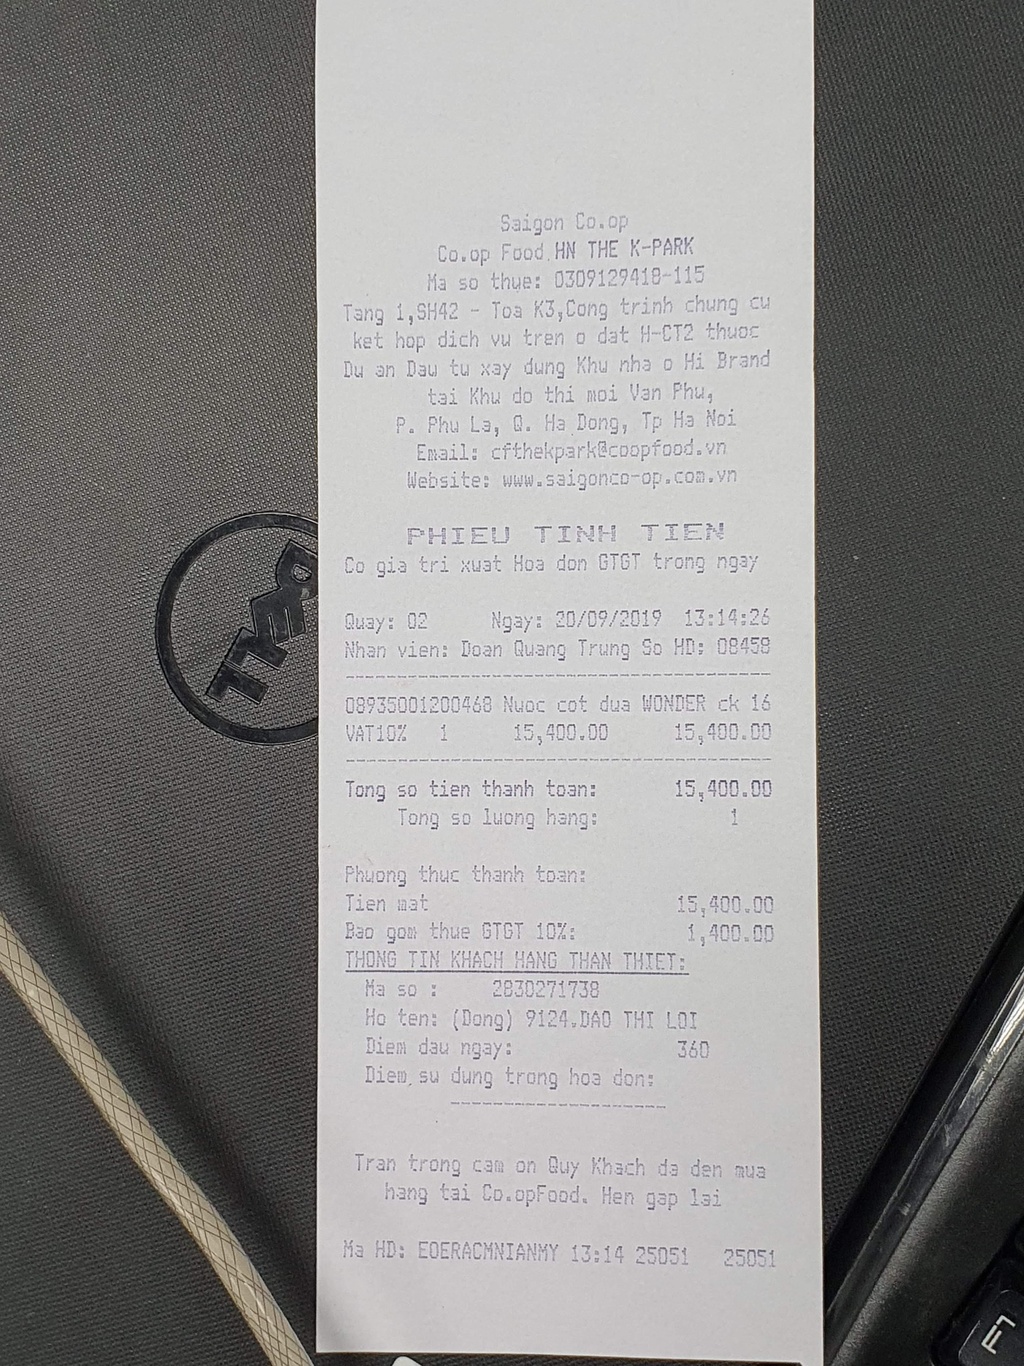 Saigon Co.op
Co.op Food HN THE K-PARK
Ma so thue: 0309129418-115
Tang 1,SH42 - Toa K3,Cong trinh chung cu
ket hop dich vu tren o dat H-CT2 thuoc
Du an Dau tu xay dung Khu nha o Hi Brand
tai Khu do thi moi Van Phu,
P. Phu La, Q. Ha Dong, Tp Ha Noi
Email: cfthekpark@coopfood.vn
Website: www.saigonco-op.com.vn
PHIEU TINH TIEN
Co gia tri xuat Hoa don GTGT trong ngay
Quay: 02 Ngay: 20/09/2019 13:14:26
Nhan vien: Doan Quang Trung So HD: 08458
08935001200468 Nuoc cot dua WONDER ck 16
VAT10% 1 15,400.00 15,400.00
Tong so tien thanh toan: 15,400.00
Tong so luong hang: 1
Phuong thuc thanh toan:
Tien mat 15,400.00
Bao gom thue GTGT 10%: 1,400.00
THONG TIN KHACH HANG THAN THIET:
Ma so : 2830271738
Ho ten: (Dong) 9124.DAO THI LOI
Diem dau ngay: 360
Diem su dung trong hoa don:
Tran trong cam on Quy Khach da den mua
hang tai Co.opFood. Hen gap lai
Ma HD: EOERACMNIANMY 13:14 25051 25051
DELL
F1